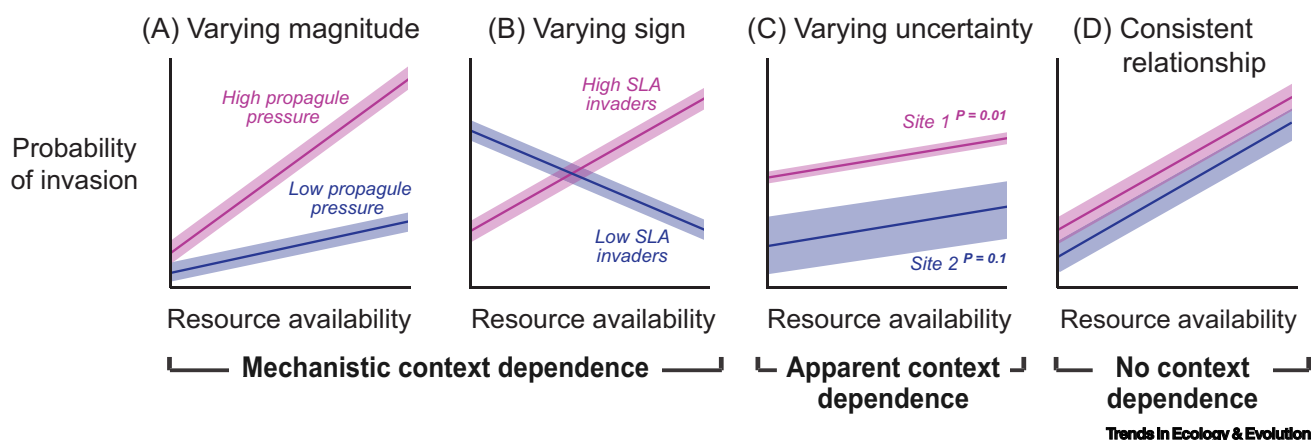 (A) Varying magnitude
(B) Varying sign
(C) Varying uncertainty
(D) Consistent
relationship
Probability
of invasion
High propagule
pressure
Low propagule
pressure
High SLA
invaders
Low SLA
invaders
Site 1 P = 0.01
Site 2 P = 0.1
Resource availability
Resource availability
Resource availability
Resource availability
Mechanistic context dependence
Apparent context
dependence
No context
dependence
Trends in Ecology & Evolution